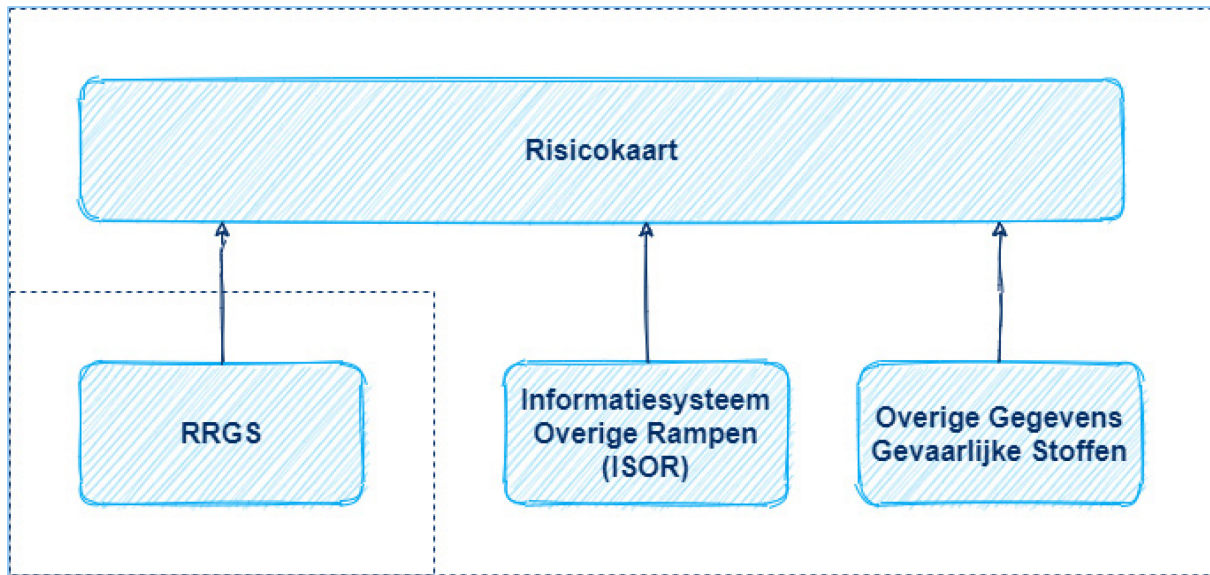 Risicokaart
RRGS
Informatiesysteem
Overige Rampen
(ISOR)
Overige Gegevens
Gevaarlijke Stoffen